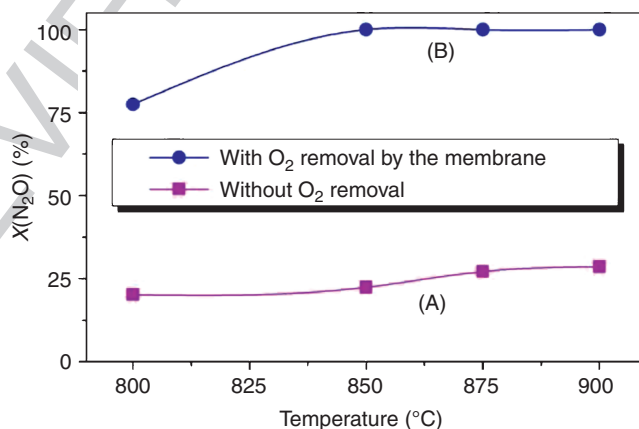 100
75
50
25
0
X(N₂O) (%)
(B)
With O₂ removal by the membrane
Without O₂ removal
(A)
800 825 850 875 900
Temperature (°C)